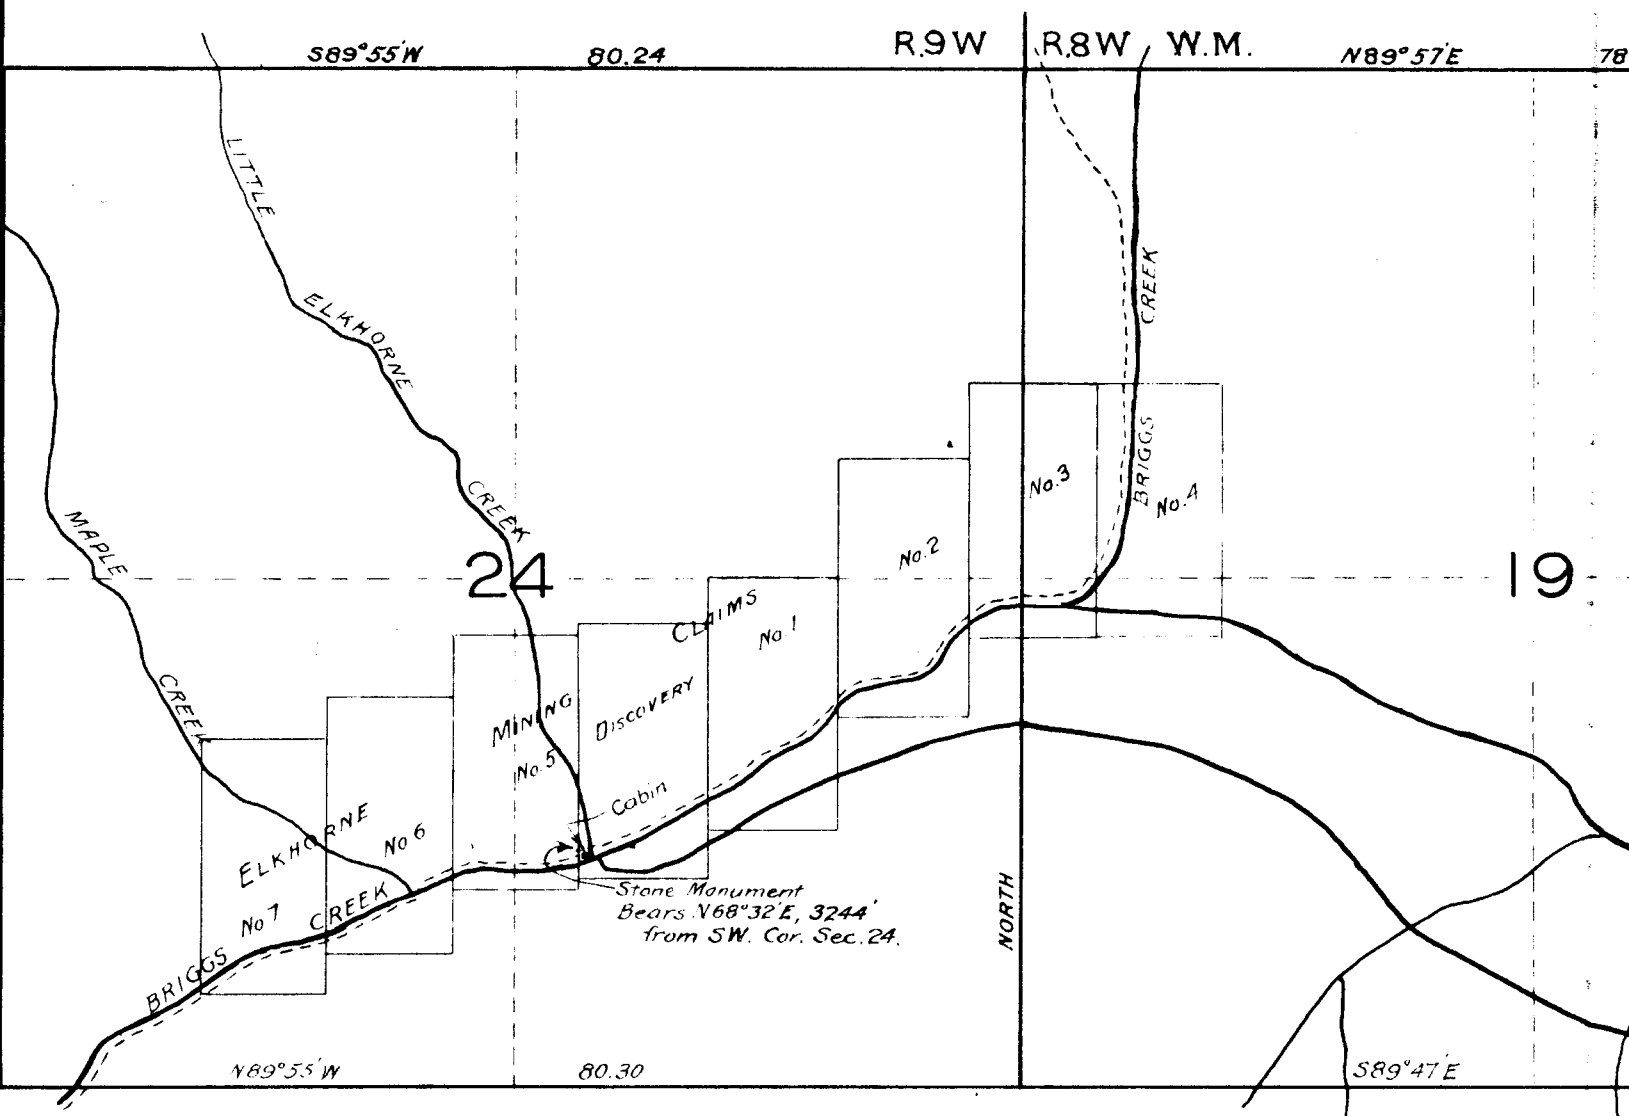 S89°55'W 80.24 R.9W R.8W W.M. N89°57'E 78
LITTLE
ELKHORNE
CREEK
MAPLE
CREEK
CREEK
BRIGGS
No.3
No.4
No.2
24
19
CLAIMS
No.1
MINING
No.5
DISCOVERY
Cabin
ELKHORNE
No 6
No 7
BRIGGS CREEK
Stone Monument
Bears N68°32'E, 3244'
from SW. Cor. Sec. 24.
NORTH
N89°55'W 80.30 S89°47'E